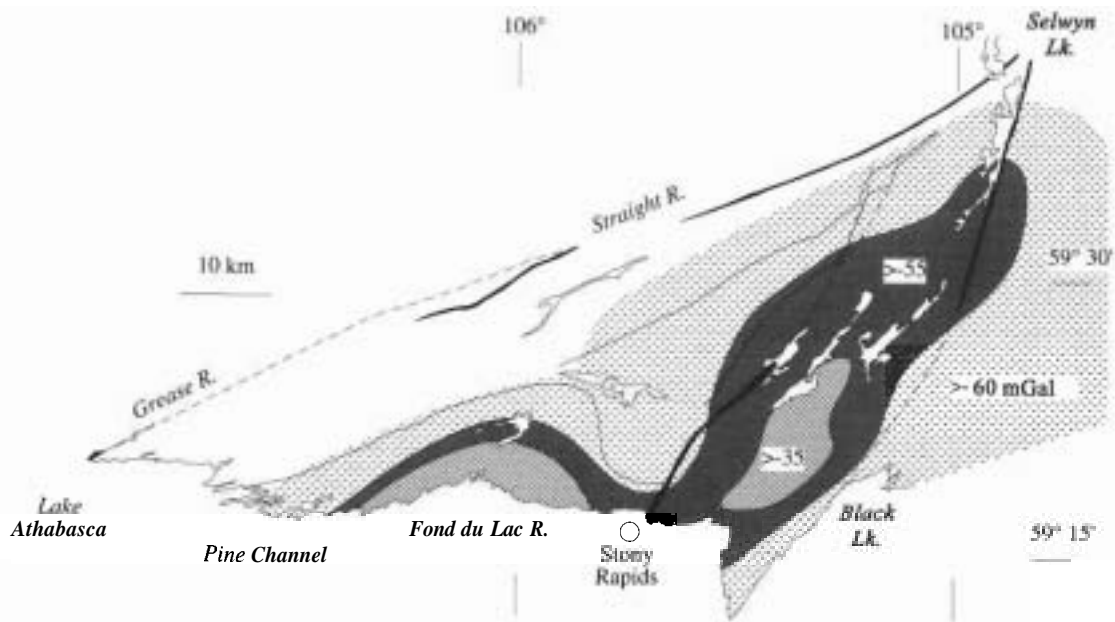 106°
105°
Selwyn
Lk.
Straight R.
10 km
>-55
59° 30'
Grease R.
>- 60 mGal
>-35
Lake
Athabasca
Pine Channel
Fond du Lac R.
Stony
Rapids
Black
Lk.
59° 15'